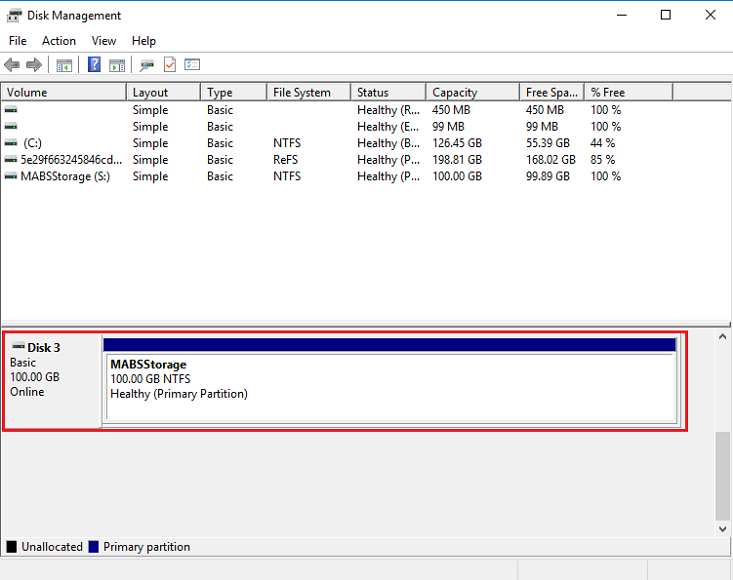 Disk Management
File Action View Help
Volume Layout Type File System Status Capacity Free Spa... % Free
Simple Basic Healthy (R... 450 MB 450 MB 100 %
Simple Basic Healthy (E... 99 MB 99 MB 100 %
(C:) Simple Basic NTFS Healthy (B... 126.45 GB 55.39 GB 44 %
5e29f663245846cd... Simple Basic ReFS Healthy (P... 198.81 GB 168.02 GB 85 %
MABSStorage (S:) Simple Basic NTFS Healthy (P... 100.00 GB 99.89 GB 100 %
Disk 3
Basic
100.00 GB
Online
MABSStorage
100.00 GB NTFS
Healthy (Primary Partition)
Unallocated Primary partition